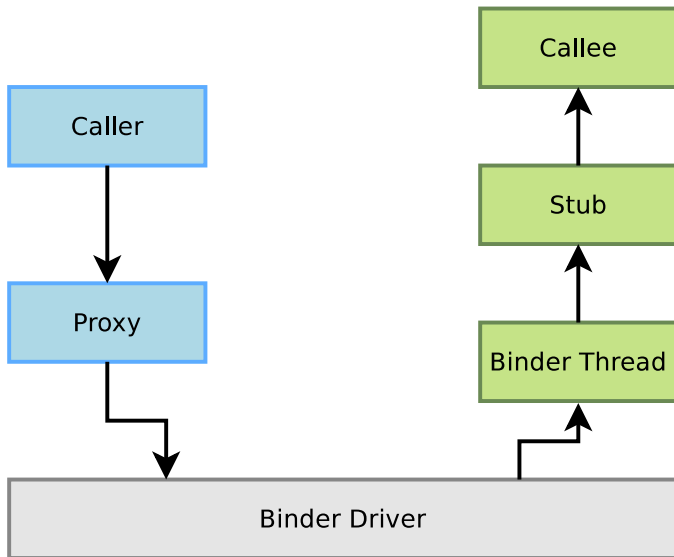 Callee
Caller
Stub
Proxy
Binder Thread
Binder Driver